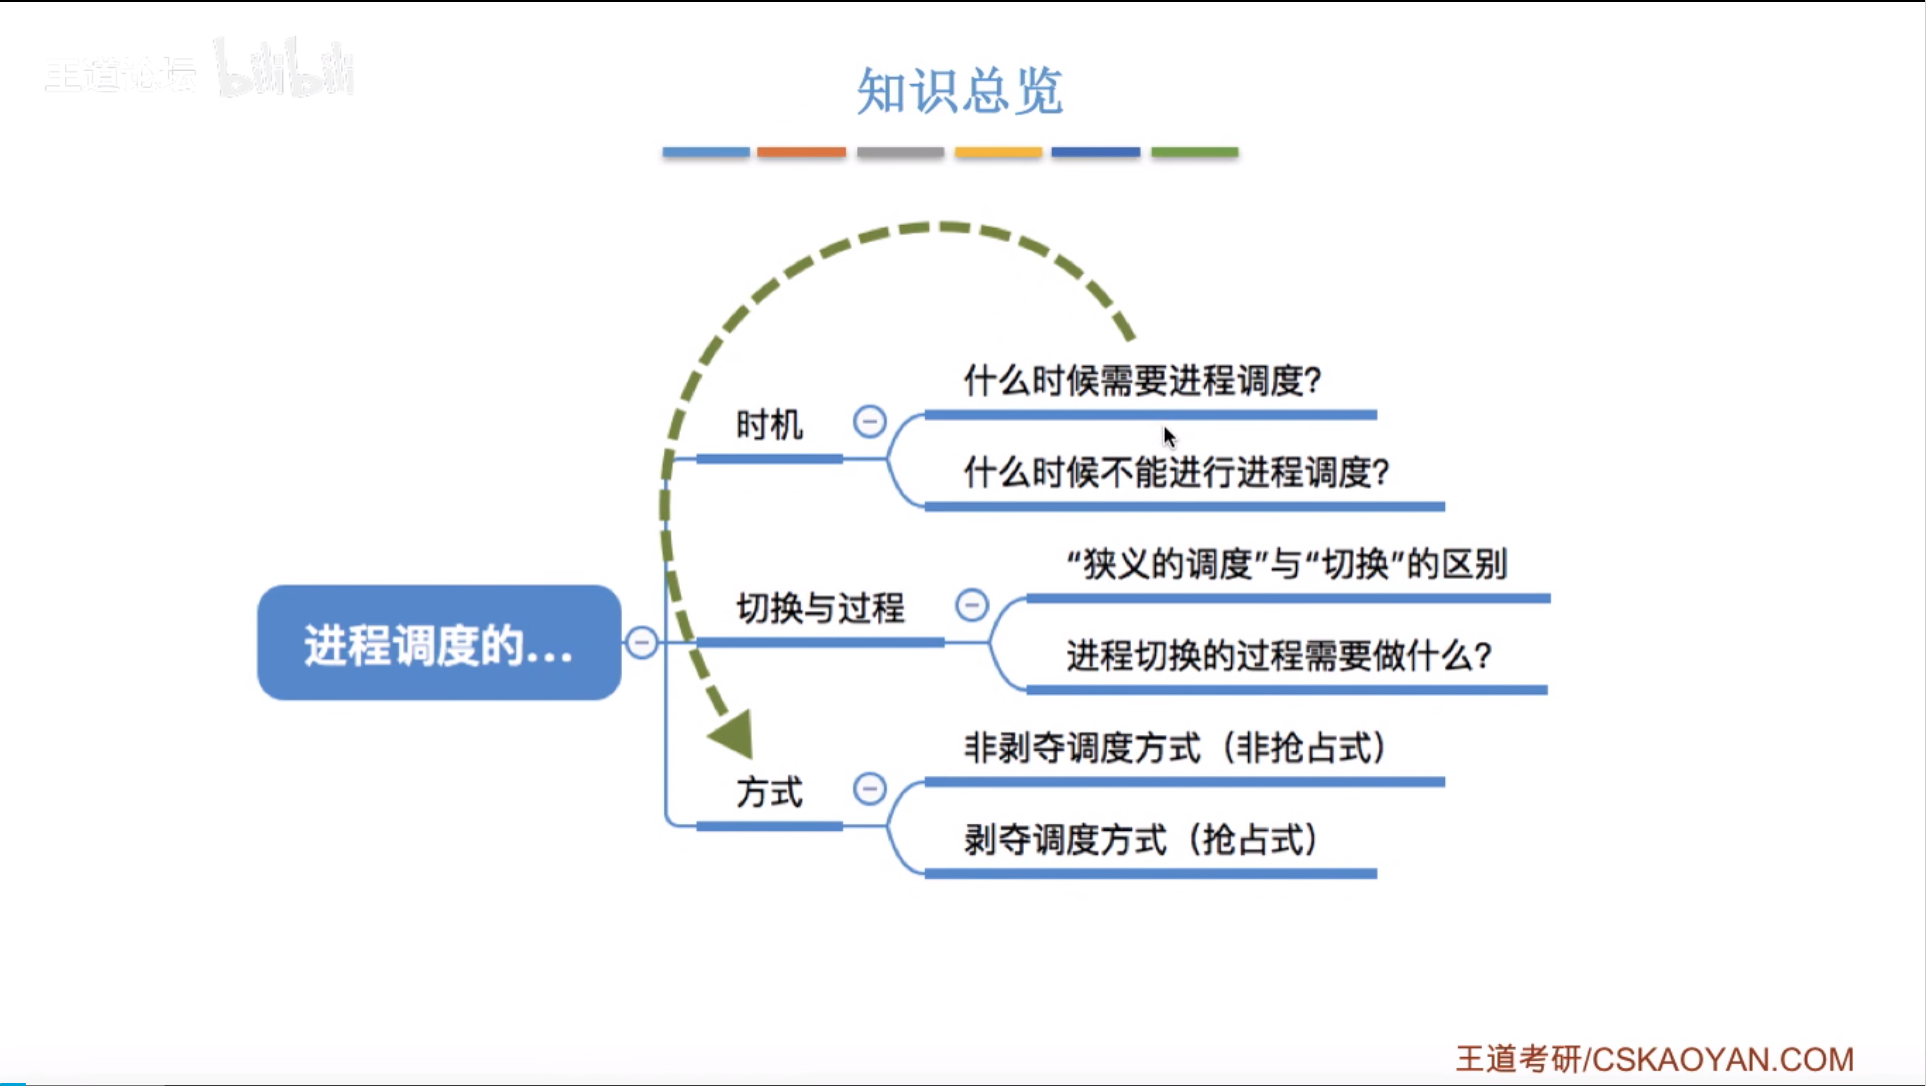 王道论坛 bilibili
知识总览
什么时候需要进程调度?
时机
什么时候不能进行进程调度?
“狭义的调度”与“切换”的区别
切换与过程
进程调度的...
进程切换的过程需要做什么?
非剥夺调度方式（非抢占式）
方式
剥夺调度方式（抢占式）
王道考研/CSKAOYAN.COM